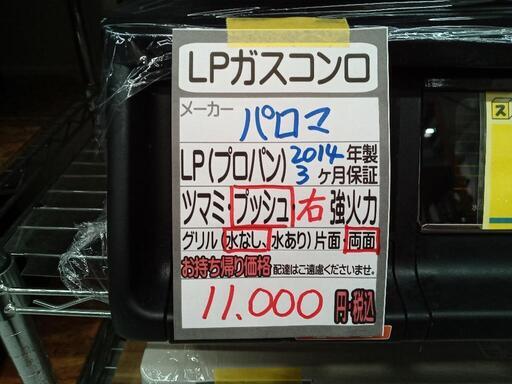 LPガスコンロ
メーカー パロマ
LP(プロパン) 2014年製
3ヶ月保証
ツマミ・プッシュ・右強火力
グリル(水なし、水あり)片面・両面
お持ち帰り価格 配達はご遠慮くださいませ。
11.000 円・税込
ス